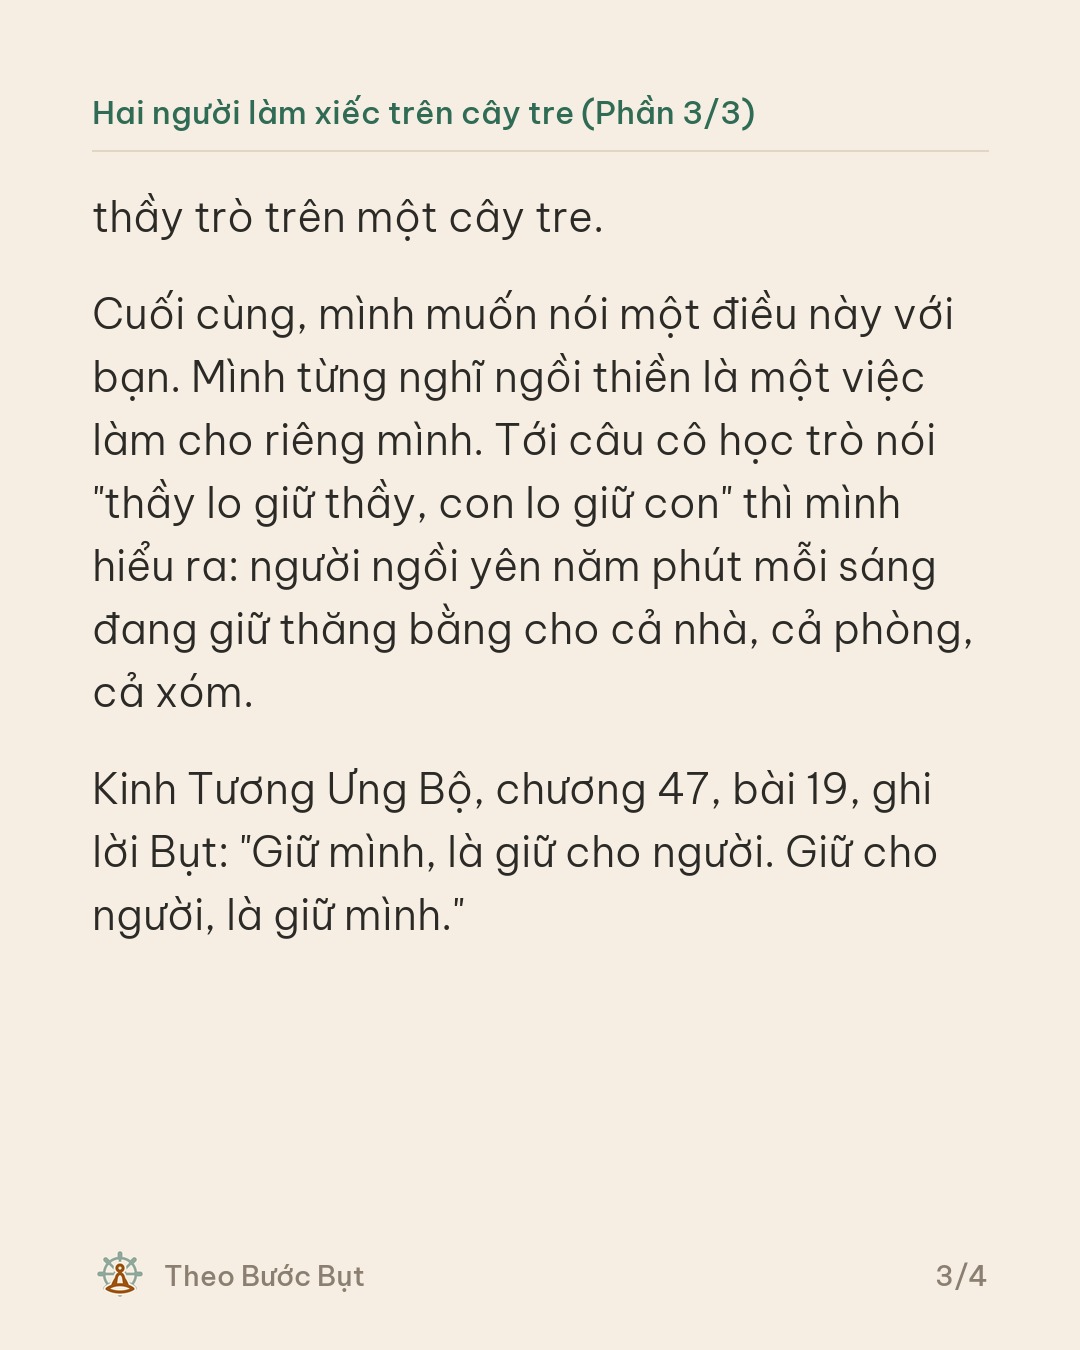 Hai người làm xiếc trên cây tre (Phần 3/3)
thầy trò trên một cây tre.
Cuối cùng, mình muốn nói một điều này với
bạn. Mình từng nghĩ ngồi thiền là một việc
làm cho riêng mình. Tới câu cô học trò nói
"thầy lo giữ thầy, con lo giữ con" thì mình
hiểu ra: người ngồi yên năm phút mỗi sáng
đang giữ thăng bằng cho cả nhà, cả phòng,
cả xóm.
Kinh Tương Ưng Bộ, chương 47, bài 19, ghi
lời Bụt: "Giữ mình, là giữ cho người. Giữ cho
người, là giữ mình."
Theo Bước Bụt
3/4